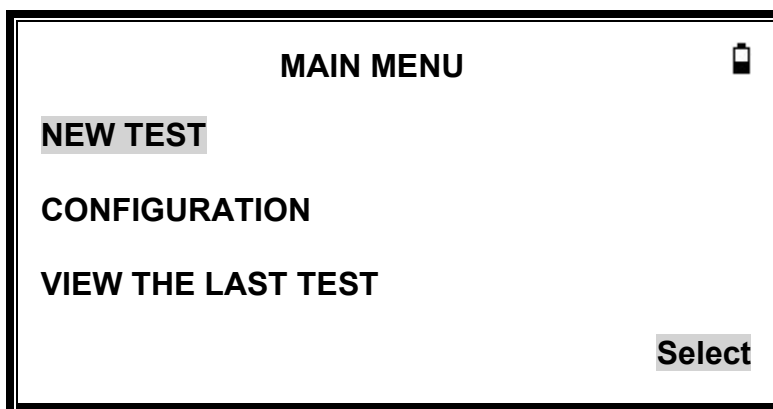 MAIN MENU
NEW TEST
CONFIGURATION
VIEW THE LAST TEST
Select